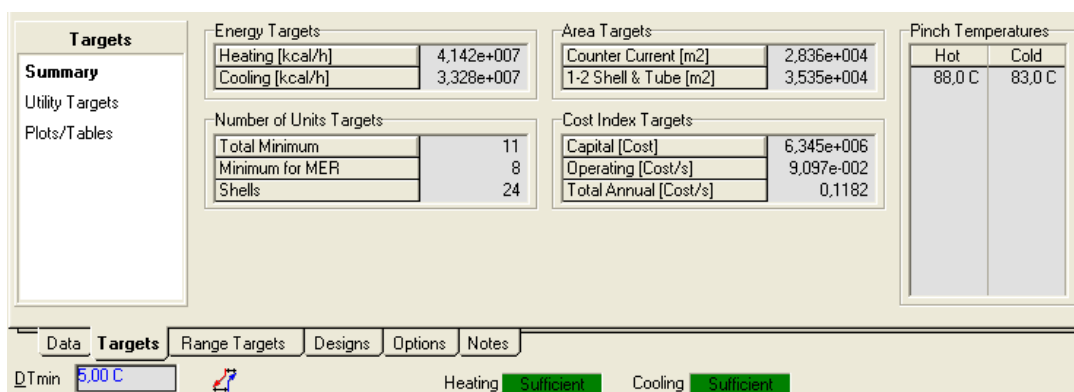 Targets
Summary
Utility Targets
Plots/Tables
Energy Targets
Heating [kcal/h] 4,142e+007
Cooling [kcal/h] 3,328e+007
Area Targets
Counter Current [m2] 2,836e+004
1-2 Shell & Tube [m2] 3,535e+004
Pinch Temperatures
Hot Cold
88,0 C 83,0 C
Number of Units Targets
Total Minimum 11
Minimum for MER 8
Shells 24
Cost Index Targets
Capital [Cost] 6,345e+006
Operating [Cost/s] 9,097e-002
Total Annual [Cost/s] 0,1182
Data Targets Range Targets Designs Options Notes
DTmin 5,00 C Heating Sufficient Cooling Sufficient